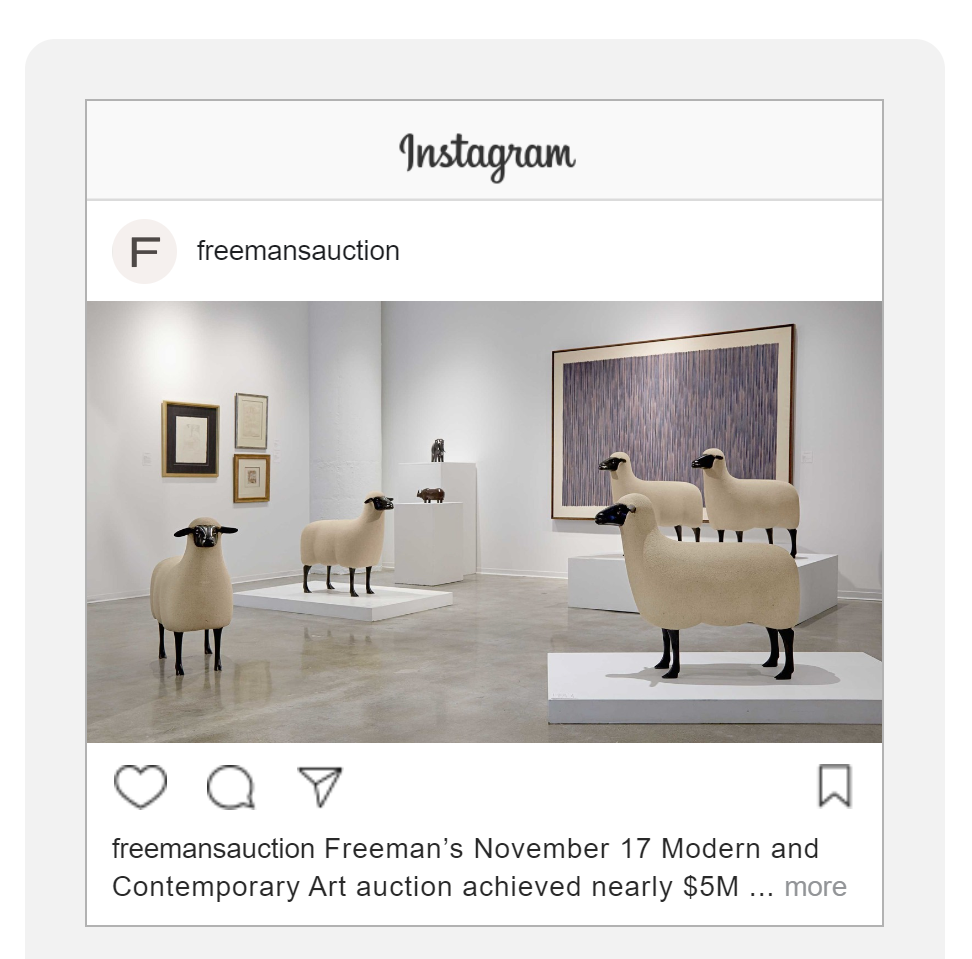 Instagram
F
freemansauction
freemansauction Freeman’s November 17 Modern and
Contemporary Art auction achieved nearly $5M ... more